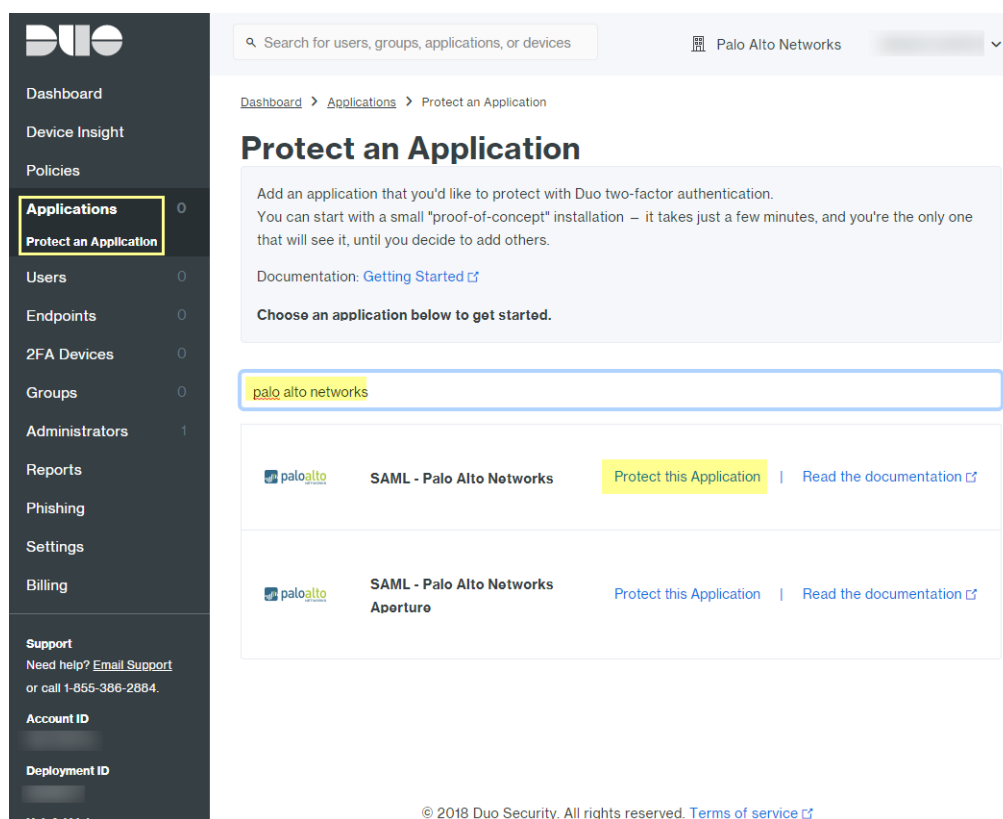 DUO
Search for users, groups, applications, or devices
Palo Alto Networks
Dashboard
Device Insight
Policies
Applications 0
Protect an Application
Users 0
Endpoints 0
2FA Devices 0
Groups 0
Administrators 1
Reports
Phishing
Settings
Billing
Support
Need help? Email Support
or call 1-855-386-2884.
Account ID
Deployment ID
Dashboard > Applications > Protect an Application
Protect an Application
Add an application that you'd like to protect with Duo two-factor authentication.
You can start with a small "proof-of-concept" installation — it takes just a few minutes, and you're the only one
that will see it, until you decide to add others.
Documentation: Getting Started
Choose an application below to get started.
palo alto networks
paloalto NETWORKS
SAML - Palo Alto Networks
Protect this Application | Read the documentation
paloalto NETWORKS
SAML - Palo Alto Networks
Aperture
Protect this Application | Read the documentation
© 2018 Duo Security. All rights reserved. Terms of service